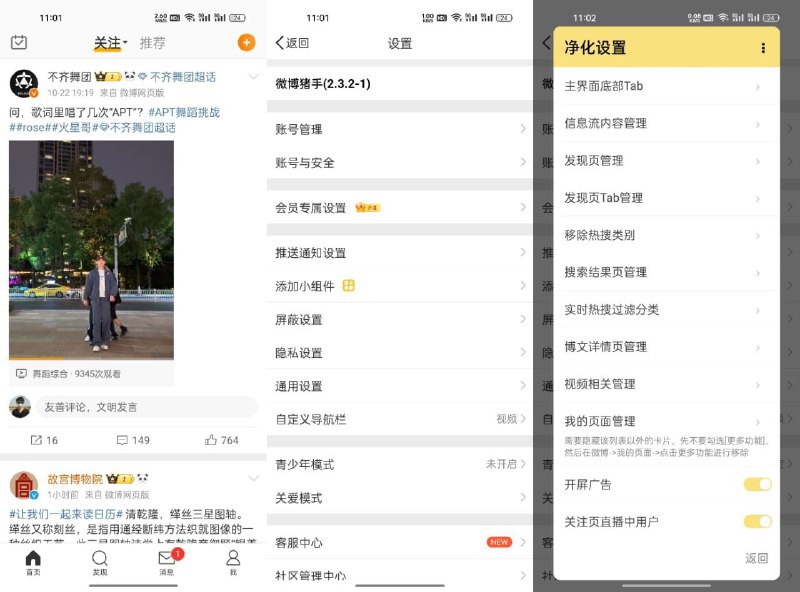 11:01
2.60 KB/S
24
关注
推荐
不齐舞团
不齐舞团超话
10-22 19:19 来自 微博网页版
问，歌词里唱了几次"APT"？#APT舞蹈挑战
##rose##火星哥#不齐舞团超话
舞蹈综合 · 9345次观看
友善评论，文明发言
16
149
764
故宫博物院
1小时前 来自 微博网页版
#让我们一起来读日历# 清乾隆，缂丝三星图轴。
缂丝又称刻丝，是指用通经断纬方法织就图像的一
首页
发现
1
消息
我
11:01
1.00 KB/S
24
返回
设置
微博猪手(2.3.2-1)
账号管理
账号与安全
会员专属设置
推送通知设置
添加小组件
屏蔽设置
隐私设置
通用设置
自定义导航栏
视频
青少年模式
未开启
关爱模式
客服中心
NEW
社区管理中心
11:02
24
净化设置
主界面底部Tab
信息流内容管理
发现页管理
发现页Tab管理
移除热搜类别
搜索结果页管理
实时热搜过滤分类
博文详情页管理
视频相关管理
我的页面管理
需要隐藏该列表以外的卡片，先不要勾选[更多功能]，
然后在微博->我的页面->点击更多功能进行移除
开屏广告
关注页直播中用户
返回